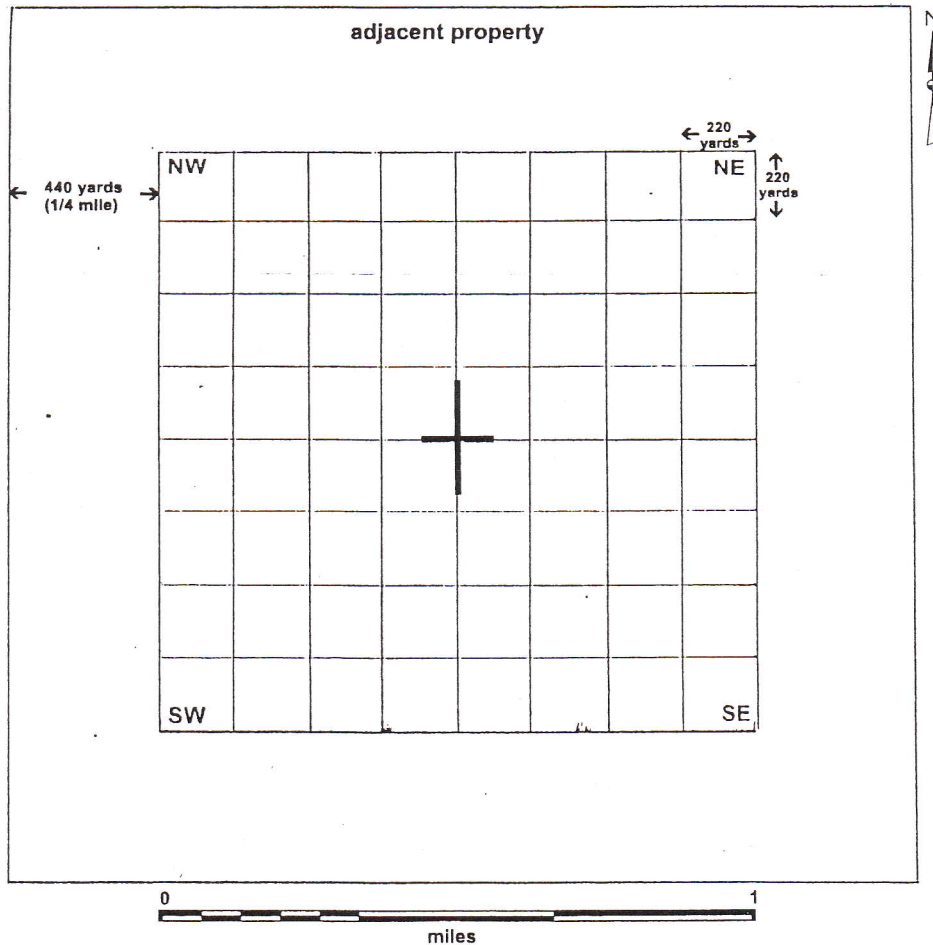 adjacent property
N
220
yards
NW
NE
220
yards
440 yards
(1/4 mile)
SW
SE
0
1
miles